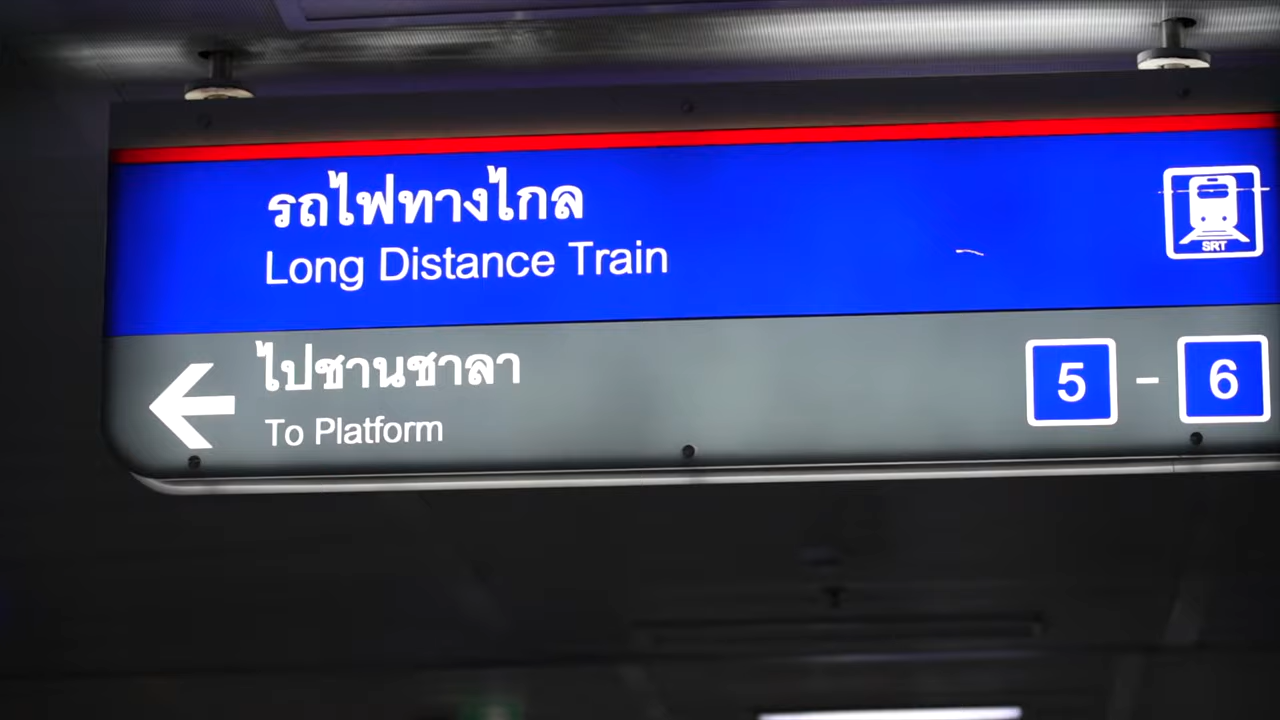 รถไฟทางไกล
Long Distance Train
SRT
ไปชานชาลา
To Platform
5 - 6